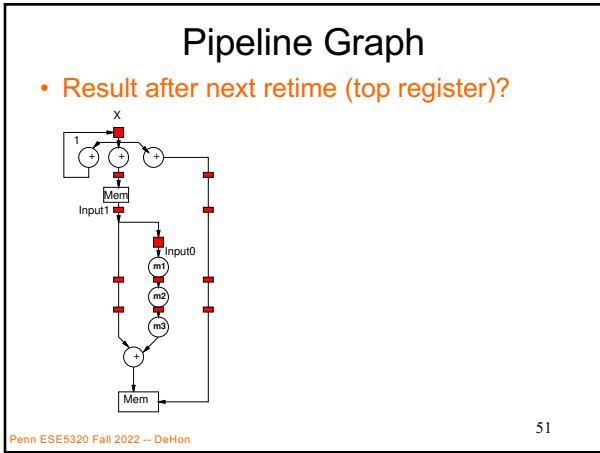 Pipeline Graph
• Result after next retime (top register)?
X
1
+ + +
Mem
Input1
Input0
m1
m2
m3
+
Mem
51
Penn ESE5320 Fall 2022 -- DeHon